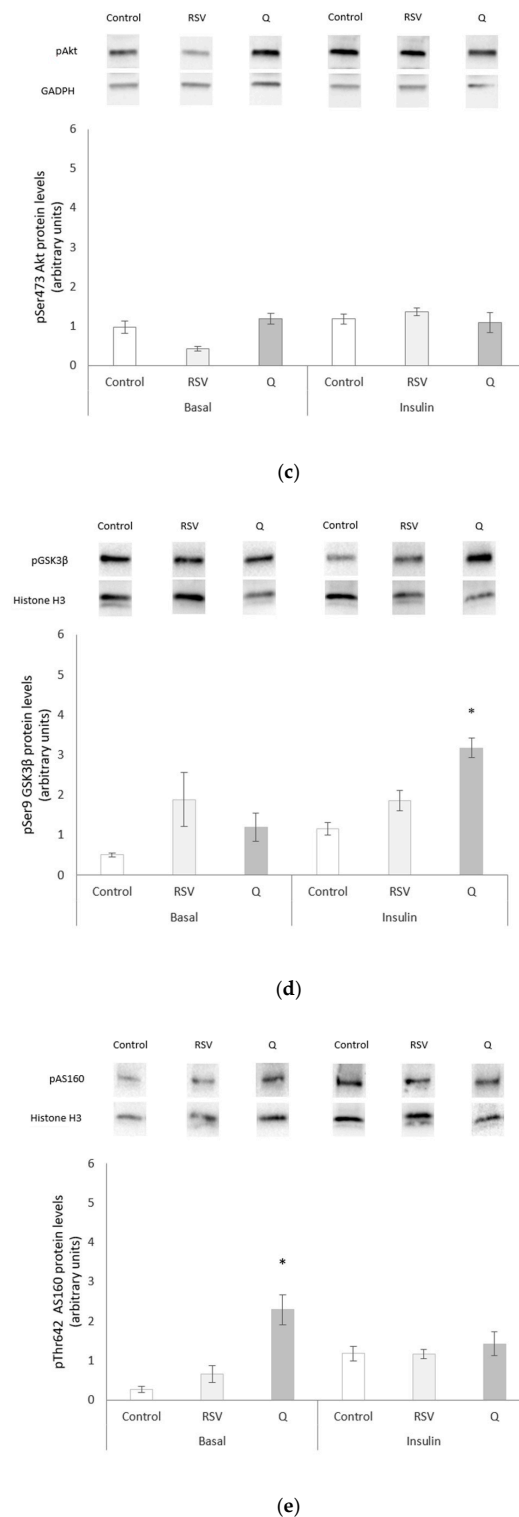 Control RSV Q Control RSV Q
pAkt
GADPH
pSer473 Akt protein levels
(arbitrary units)
6
5
4
3
2
1
0
Control RSV Q Control RSV Q
Basal Insulin
(c)
Control RSV Q Control RSV Q
pGSK3β
Histone H3
pSer9 GSK3β protein levels
(arbitrary units)
6
5
4
3
2
1
0
*
Control RSV Q Control RSV Q
Basal Insulin
(d)
Control RSV Q Control RSV Q
pAS160
Histone H3
pThr642 AS160 protein levels
(arbitrary units)
6
5
4
3
2
1
0
*
Control RSV Q Control RSV Q
Basal Insulin
(e)